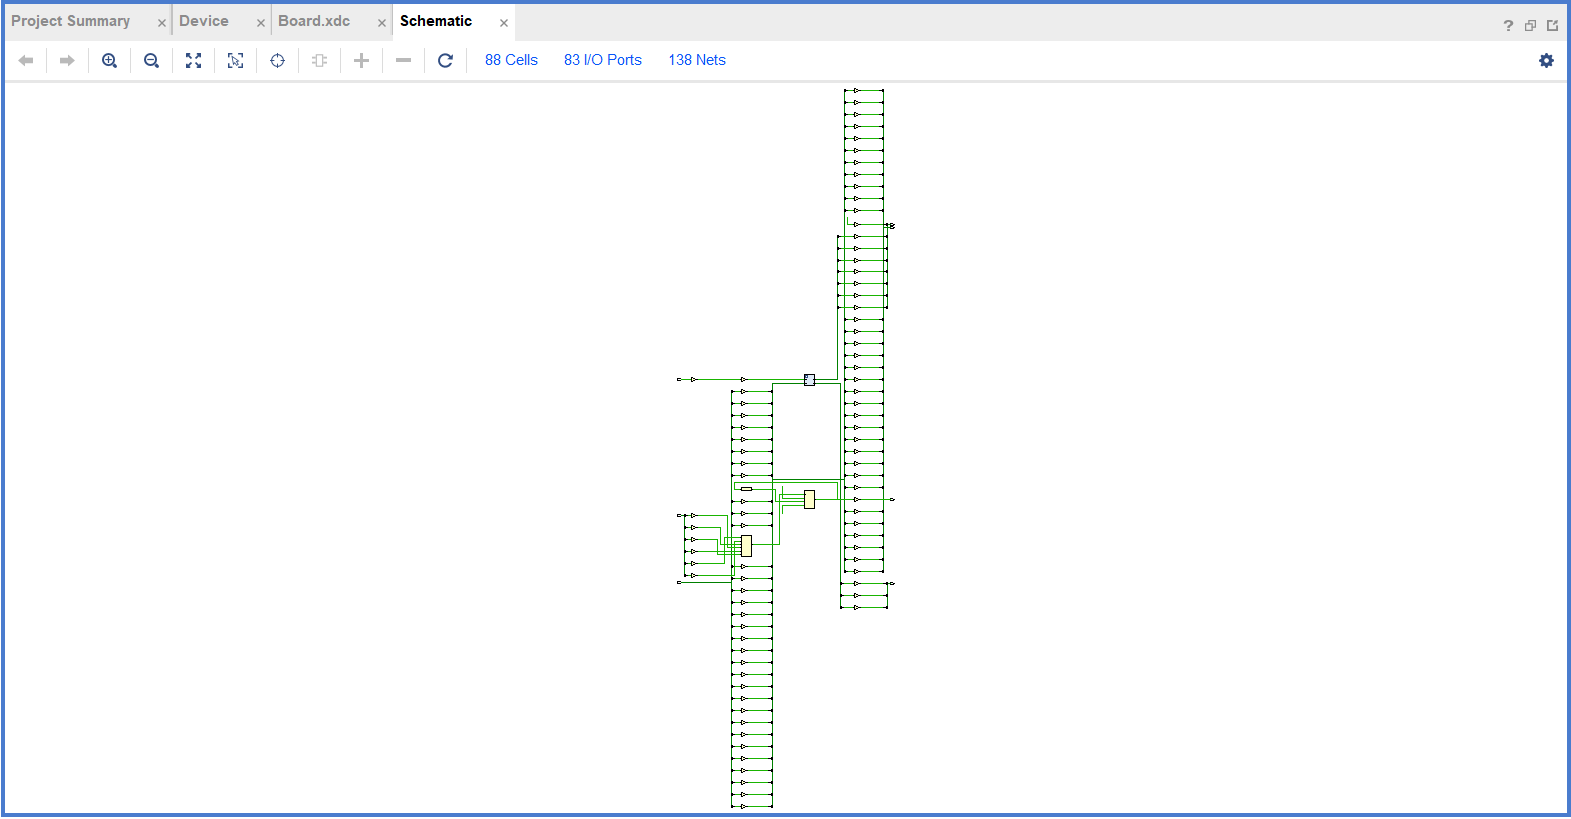 Project Summary × Device × Board.xdc × Schematic ×
?
88 Cells 83 I/O Ports 138 Nets